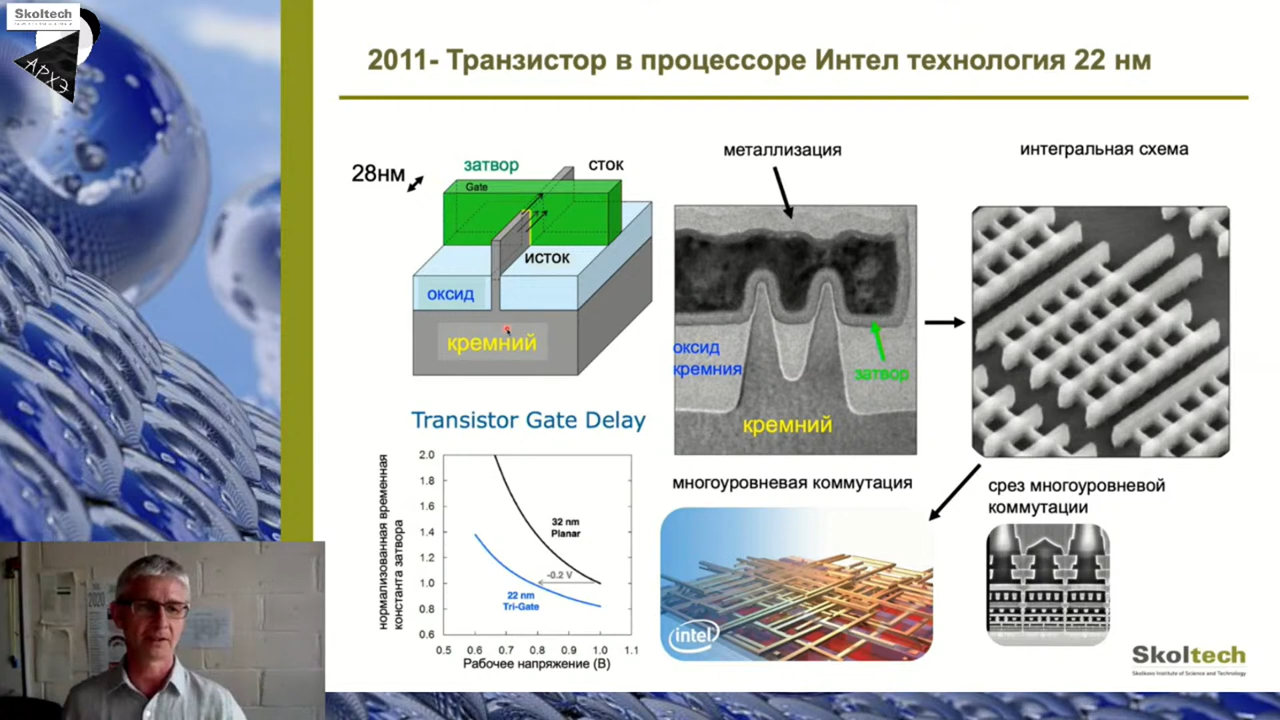 Skoltech
АРХЭ
2011- Транзистор в процессоре Интел технология 22 нм
28нм
затвор
сток
Gate
исток
оксид
кремний
металлизация
оксид
кремния
затвор
кремний
интегральная схема
Transistor Gate Delay
нормализованная временная
константа затвора
2.0
1.8
1.6
1.4
1.2
1.0
0.8
0.6
32 nm
Planar
-0.2 V
22 nm
Tri-Gate
0.5 0.6 0.7 0.8 0.9 1.0 1.1
Рабочее напряжение (В)
многоуровневая коммутация
intel
срез многоуровневой
коммутации
Skoltech
Skolkovo Institute of Science and Technology